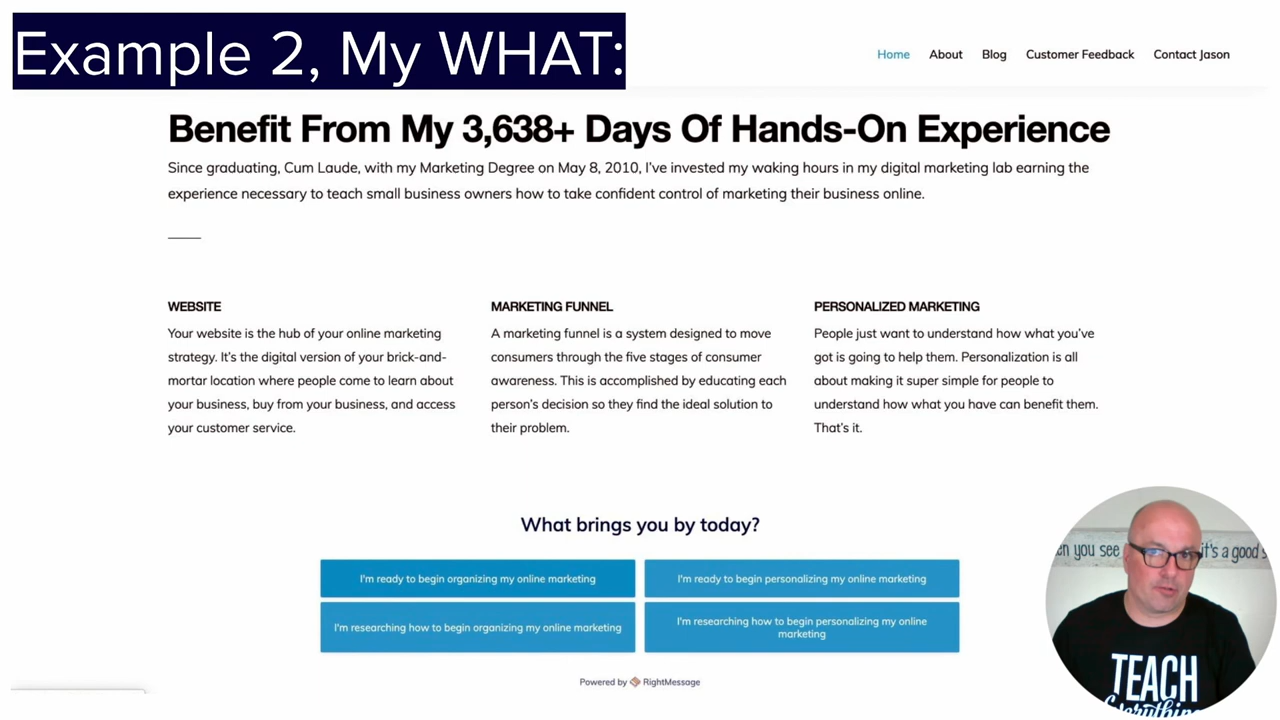 Example 2, My WHAT:
Home About Blog Customer Feedback Contact Jason
Benefit From My 3,638+ Days Of Hands-On Experience
Since graduating, Cum Laude, with my Marketing Degree on May 8, 2010, I've invested my waking hours in my digital marketing lab earning the
experience necessary to teach small business owners how to take confident control of marketing their business online.
WEBSITE
Your website is the hub of your online marketing
strategy. It's the digital version of your brick-and-
mortar location where people come to learn about
your business, buy from your business, and access
your customer service.
MARKETING FUNNEL
A marketing funnel is a system designed to move
consumers through the five stages of consumer
awareness. This is accomplished by educating each
person's decision so they find the ideal solution to
their problem.
PERSONALIZED MARKETING
People just want to understand how what you've
got is going to help them. Personalization is all
about making it super simple for people to
understand how what you have can benefit them.
That's it.
What brings you by today?
I'm ready to begin organizing my online marketing
I'm ready to begin personalizing my online marketing
I'm researching how to begin organizing my online marketing
I'm researching how to begin personalizing my online
marketing
Powered by RightMessage
you see it's a good
TEACH
Everything